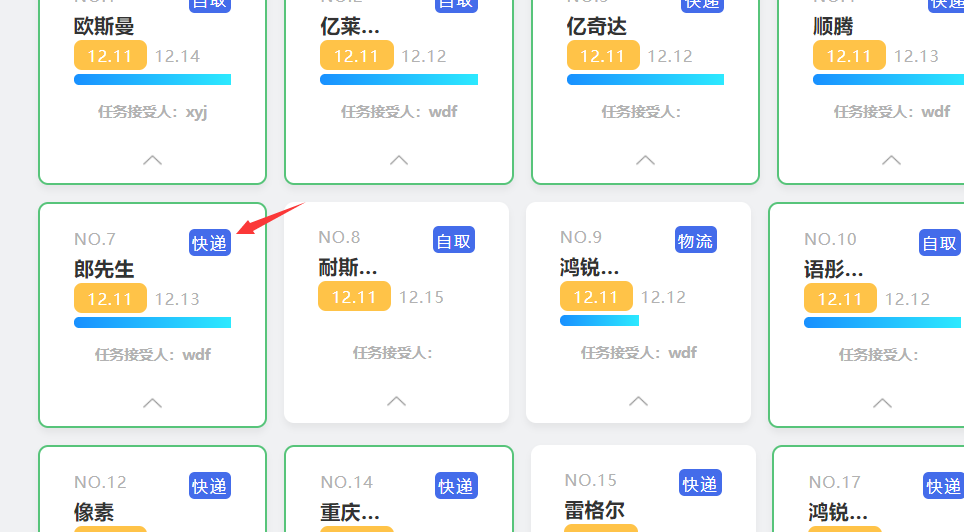 自取
自取
快递
快递
欧斯曼
亿莱...
亿奇达
顺腾
12.11 12.14
12.11 12.12
12.11 12.12
12.11 12.13
任务接受人：xyj
任务接受人：wdf
任务接受人：
任务接受人：wdf
NO.7 快递
NO.8 自取
NO.9 物流
NO.10 自取
郎先生
耐斯...
鸿锐...
语彤...
12.11 12.13
12.11 12.15
12.11 12.12
12.11 12.12
任务接受人：wdf
任务接受人：
任务接受人：wdf
任务接受人：
NO.12 快递
NO.14 快递
NO.15 快递
NO.17 快递
像素
重庆...
雷格尔
鸿锐...